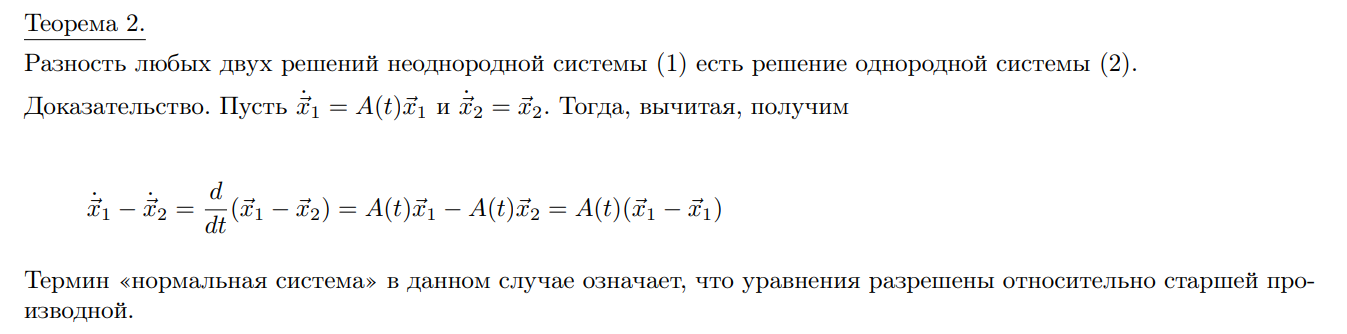 Теорема 2.
Разность любых двух решений неоднородной системы (1) есть решение однородной системы (2).
Доказательство. Пусть $\dot{\vec{x}}_1 = A(t)\vec{x}_1$ и $\dot{\vec{x}}_2 = \vec{x}_2$. Тогда, вычитая, получим
$\dot{\vec{x}}_1 - \dot{\vec{x}}_2 = \frac{d}{dt}(\vec{x}_1 - \vec{x}_2) = A(t)\vec{x}_1 - A(t)\vec{x}_2 = A(t)(\vec{x}_1 - \vec{x}_1)$
Термин «нормальная система» в данном случае означает, что уравнения разрешены относительно старшей про-
изводной.